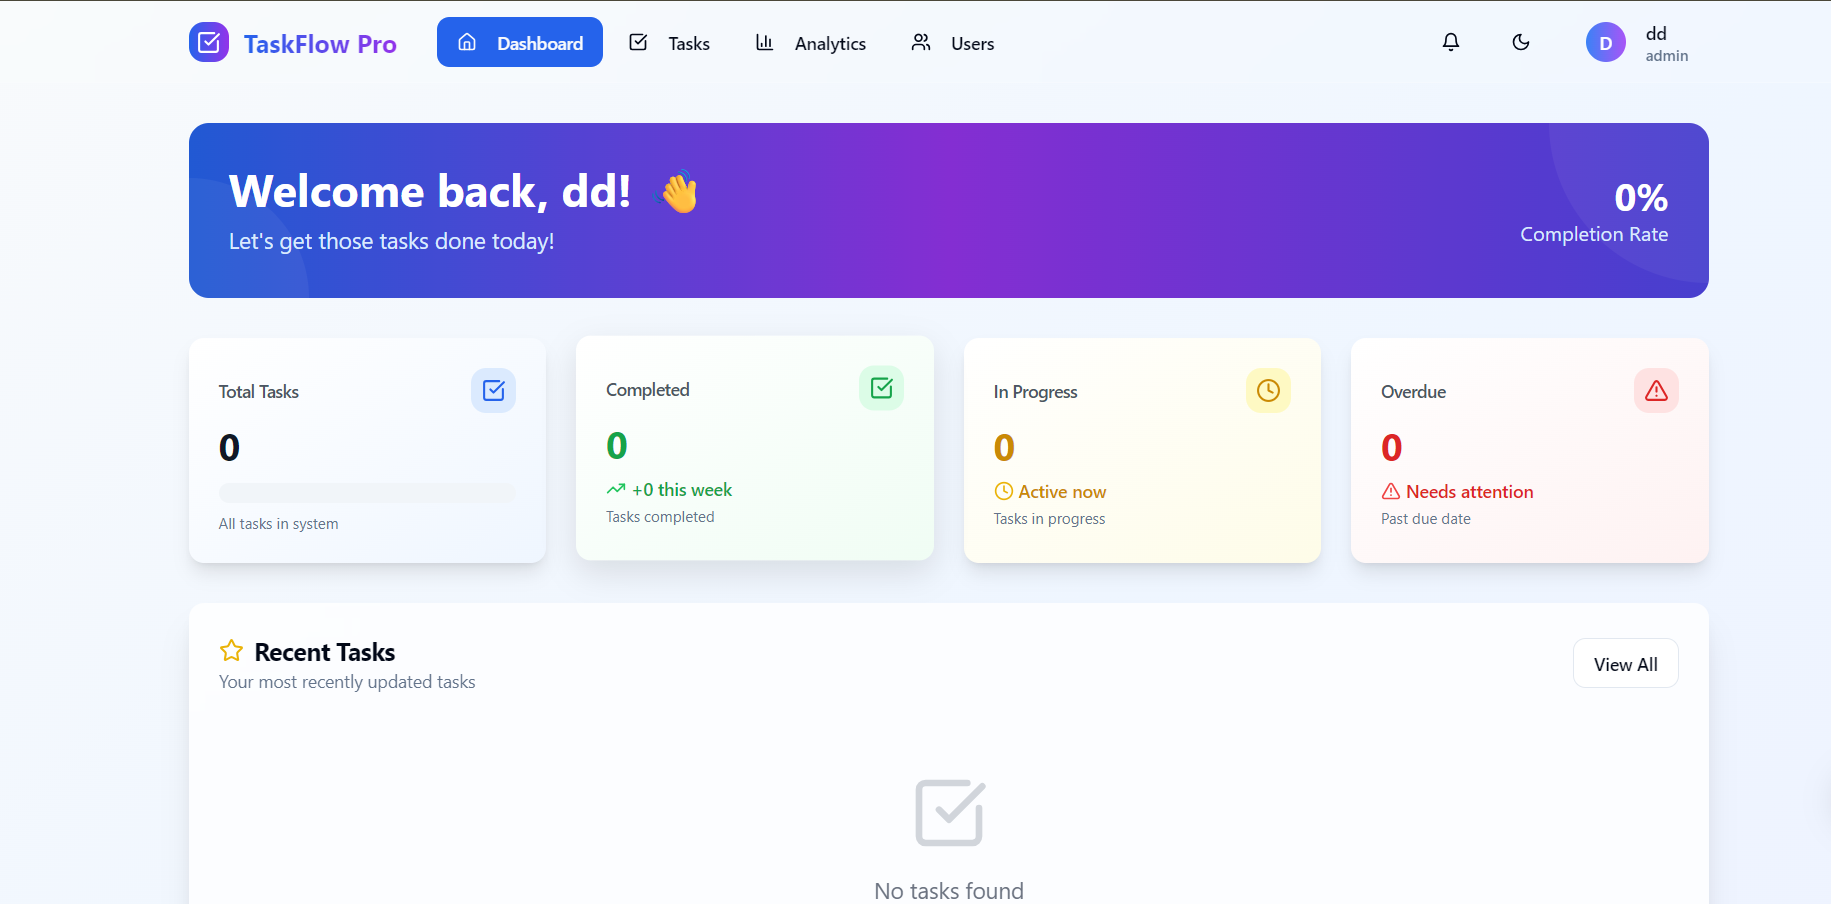 TaskFlow Pro
Dashboard
Tasks
Analytics
Users
D
dd
admin
Welcome back, dd! 👋
Let's get those tasks done today!
0%
Completion Rate
Total Tasks
0
All tasks in system
Completed
0
+0 this week
Tasks completed
In Progress
0
Active now
Tasks in progress
Overdue
0
Needs attention
Past due date
Recent Tasks
Your most recently updated tasks
View All
No tasks found